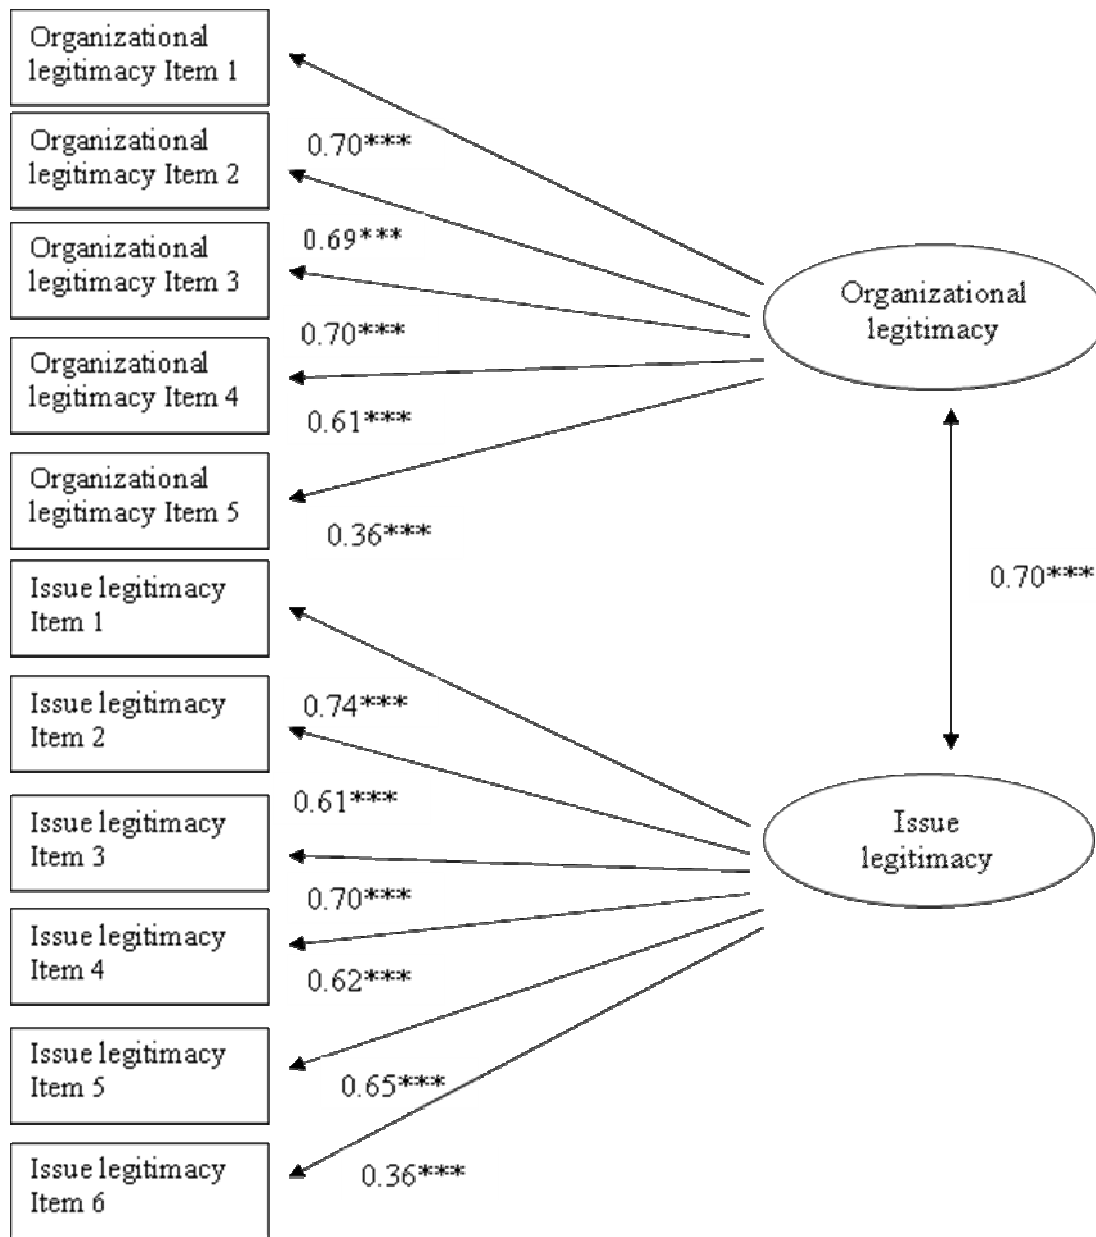 Organizational
legitimacy Item 1
Organizational
legitimacy Item 2
Organizational
legitimacy Item 3
Organizational
legitimacy Item 4
Organizational
legitimacy Item 5
Issue legitimacy
Item 1
Issue legitimacy
Item 2
Issue legitimacy
Item 3
Issue legitimacy
Item 4
Issue legitimacy
Item 5
Issue legitimacy
Item 6
0.70***
0.69***
0.70***
0.61***
0.36***
0.74***
0.61***
0.70***
0.62***
0.65***
0.36***
Organizational
legitimacy
0.70***
Issue
legitimacy